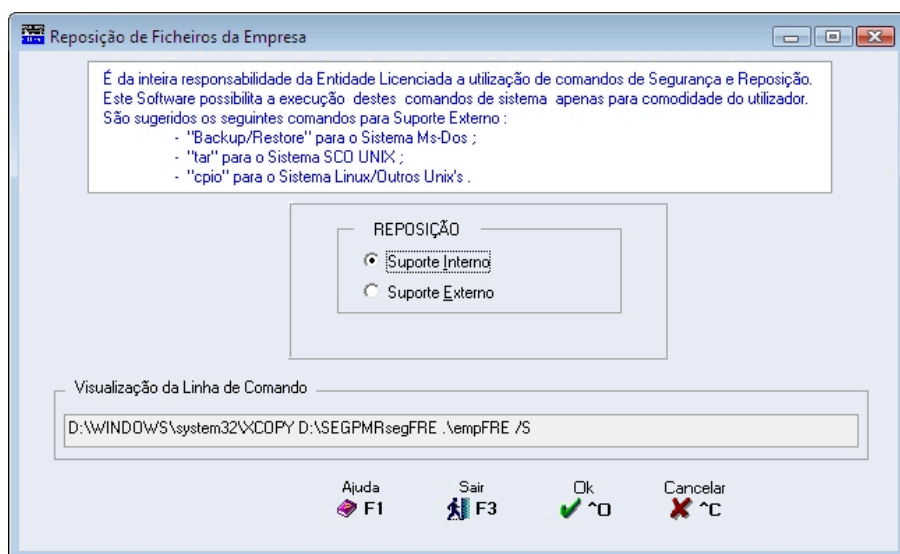 Reposição de Ficheiros da Empresa
É da inteira responsabilidade da Entidade Licenciada a utilização de comandos de Segurança e Reposição.
Este Software possibilita a execução destes comandos de sistema apenas para comodidade do utilizador.
São sugeridos os seguintes comandos para Suporte Externo :
- "Backup/Restore" para o Sistema Ms-Dos ;
- "tar" para o Sistema SCO UNIX ;
- "cpio" para o Sistema Linux/Outros Unix's .
REPOSIÇÃO
Suporte Interno
Suporte Externo
Visualização da Linha de Comando
D:\WINDOWS\system32\XCOPY D:\SEGPMRsegFRE .\empFRE /S
Ajuda Sair Ok Cancelar
F1 F3 ^O ^C